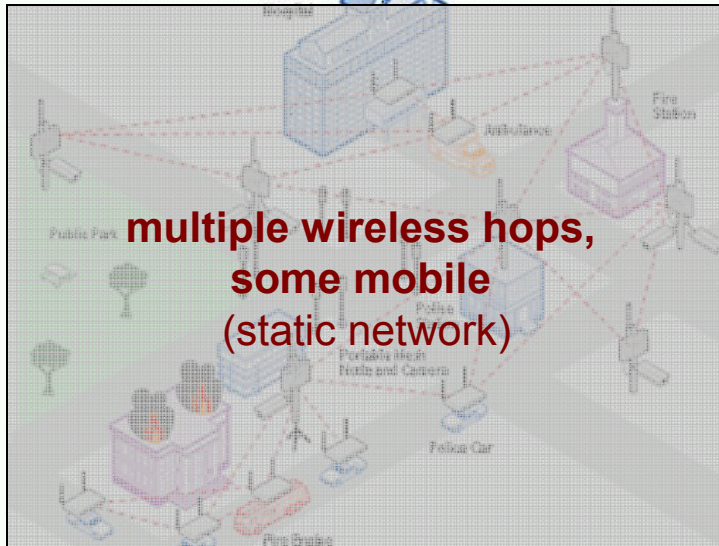 Hospital
Fire
Station
Ambulance
Public Park
multiple wireless hops,
some mobile
(static network)
Police
Portable Mesh
Node and Camera
Police Car
Fire Engine